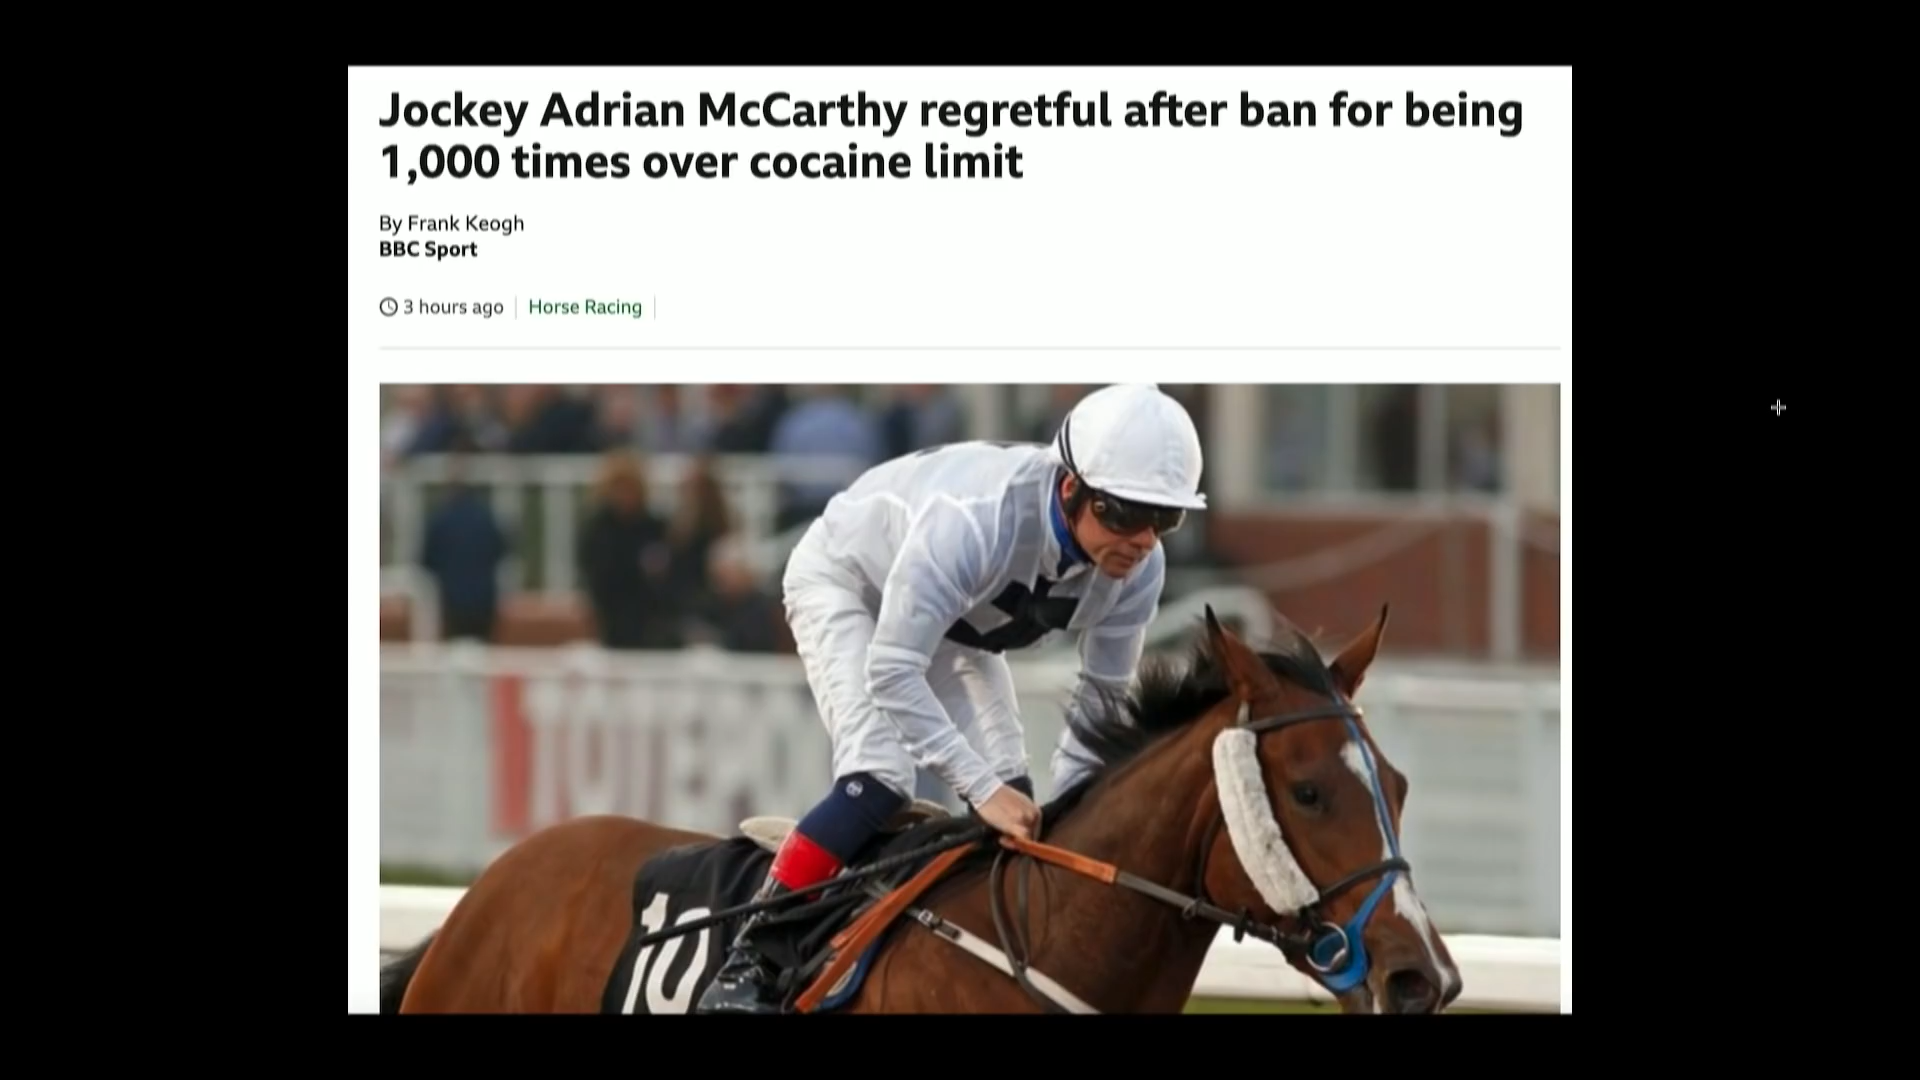 Jockey Adrian McCarthy regretful after ban for being
1,000 times over cocaine limit
By Frank Keogh
BBC Sport
3 hours ago
Horse Racing
10